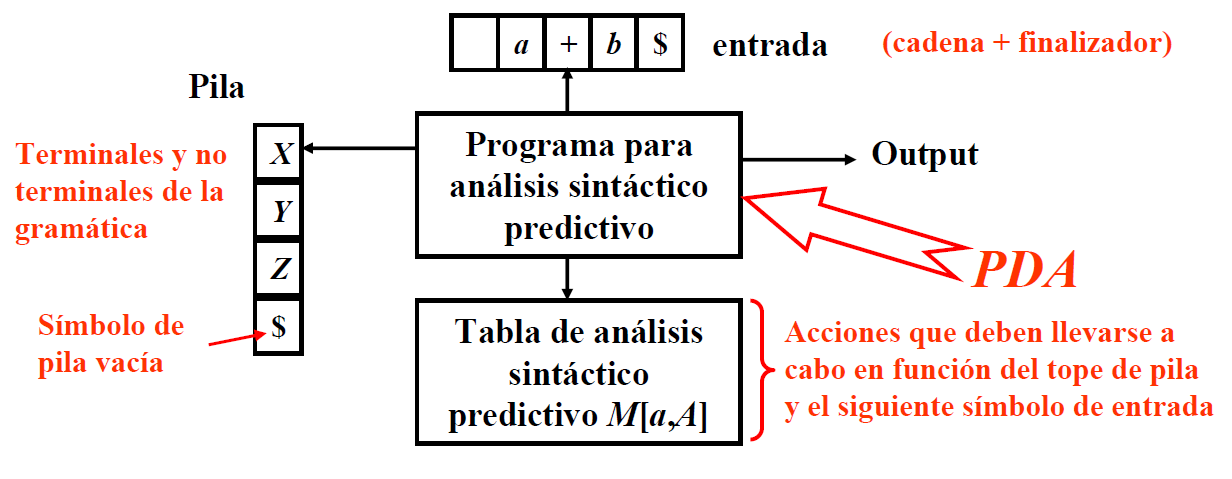 a + b $
entrada
(cadena + finalizador)
Pila
X
Y
Z
$
Terminales y no
terminales de la
gramática
Símbolo de
pila vacía
Programa para
análisis sintáctico
predictivo
Output
PDA
Tabla de análisis
sintáctico
predictivo M[a,A]
Acciones que deben llevarse a
cabo en función del tope de pila
y el siguiente símbolo de entrada